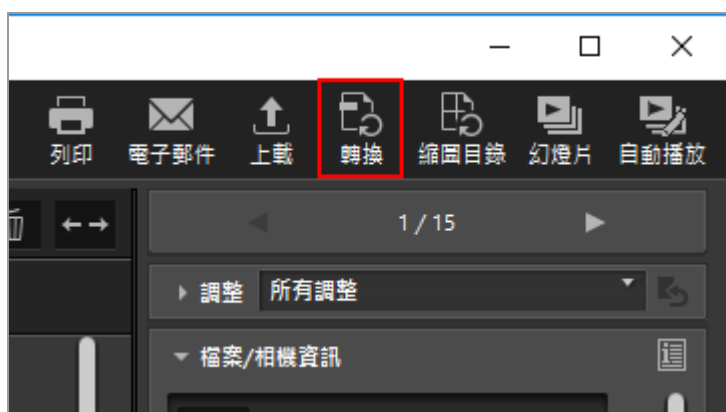 列印 電子郵件 上載 轉換 縮圖目錄 幻燈片 自動播放
1 / 15
調整 所有調整
檔案/相機資訊